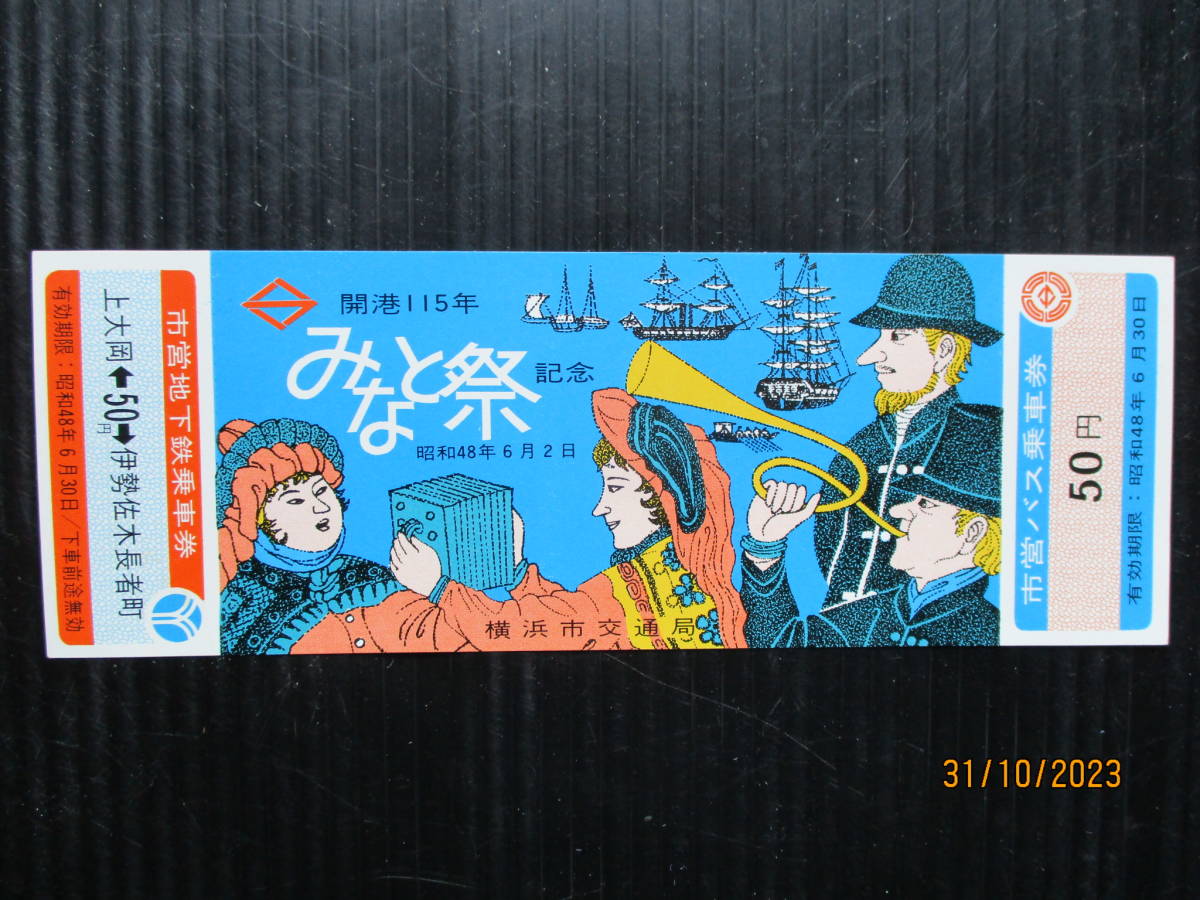 市営地下鉄乗車券
上大岡⬅50円➡伊勢佐木長者町
有効期限：昭和48年6月30日/下車前途無効
開港115年
みなと祭記念
昭和48年6月2日
横浜市交通局
市営バス乗車券
50円
有効期限：昭和48年6月30日
31/10/2023